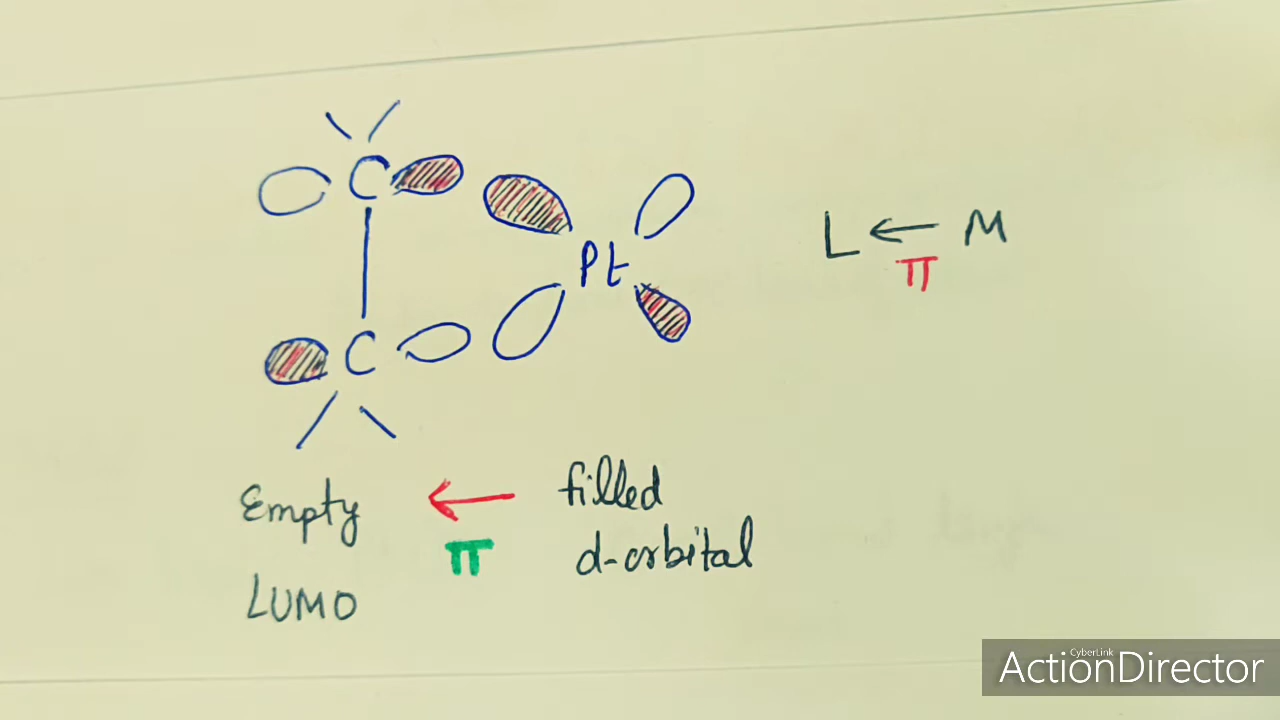 C
Pt
L ← M
π
C
Empty ← filled
π d-orbital
LUMO
CyberLink
ActionDirector